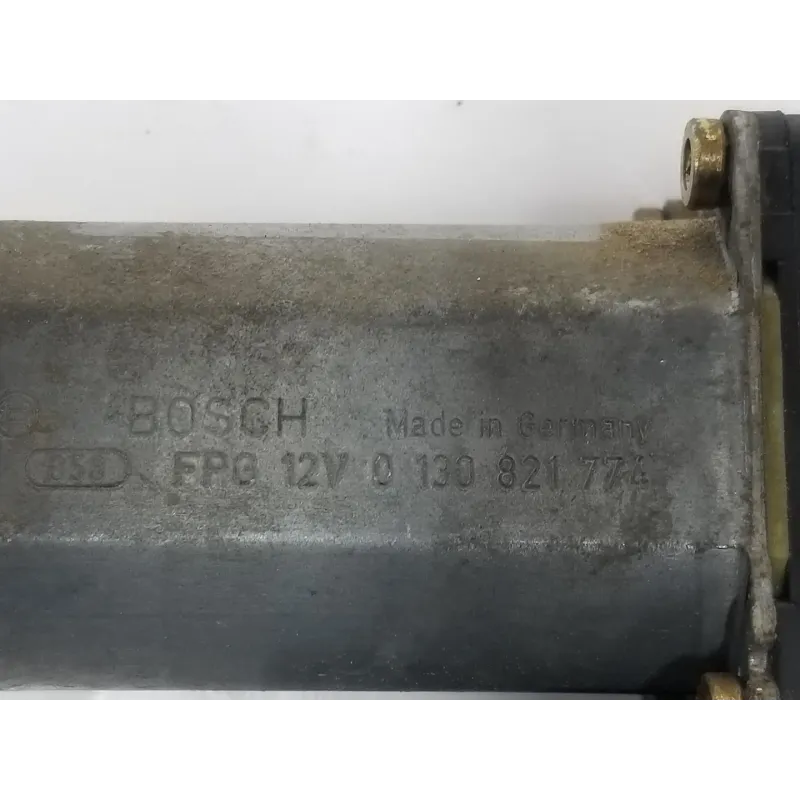 BOSCH Made in Germany
FPG 12V 0 130 821 774